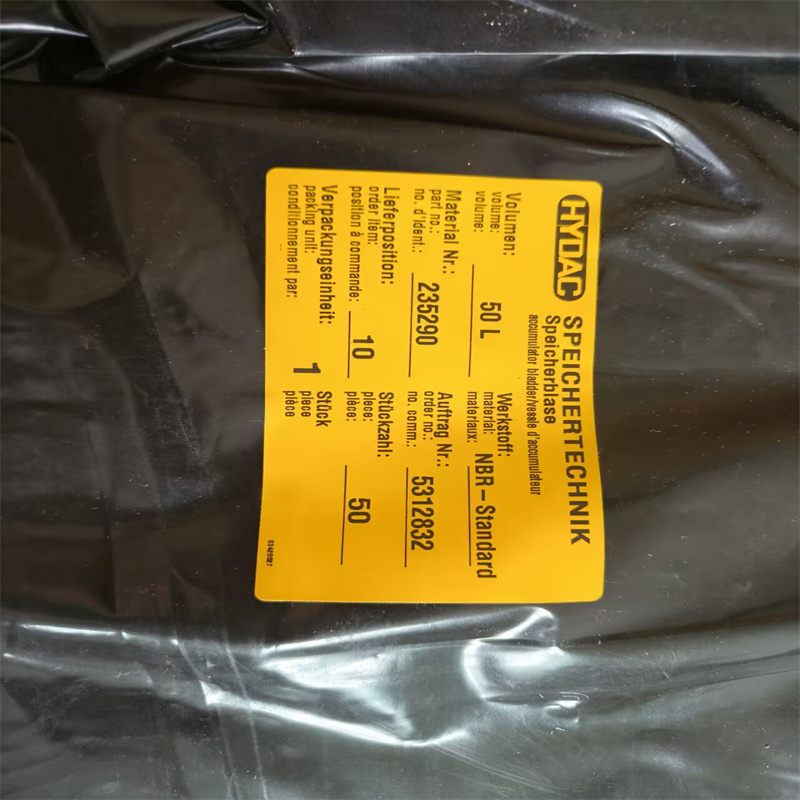 HYDAC SPEICHERTECHNIK
Speicherblase
accumulator bladder/vessie d'accumulateur
Volumen:
volume:
volume:
50 L
Werkstoff:
material:
materiaux:
NBR – Standard
Material Nr.:
part no.:
no. d'ident.:
235290
Auftrag Nr.:
order no.:
no. comm.:
5312832
Lieferposition:
order item:
position à commande:
10
Stückzahl:
piece:
pièce:
50
Verpackungseinheit:
packing unit:
conditionnement par:
1
Stück
piece
pièce